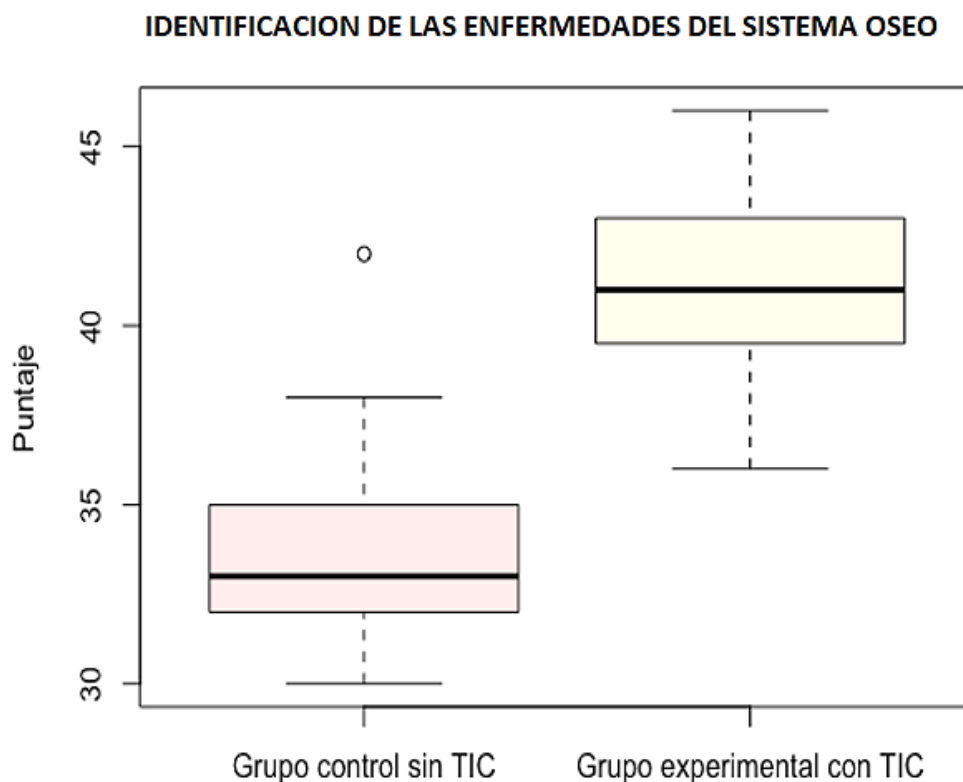 IDENTIFICACION DE LAS ENFERMEDADES DEL SISTEMA OSEO
45
40
35
30
Puntaje
Grupo control sin TIC
Grupo experimental con TIC